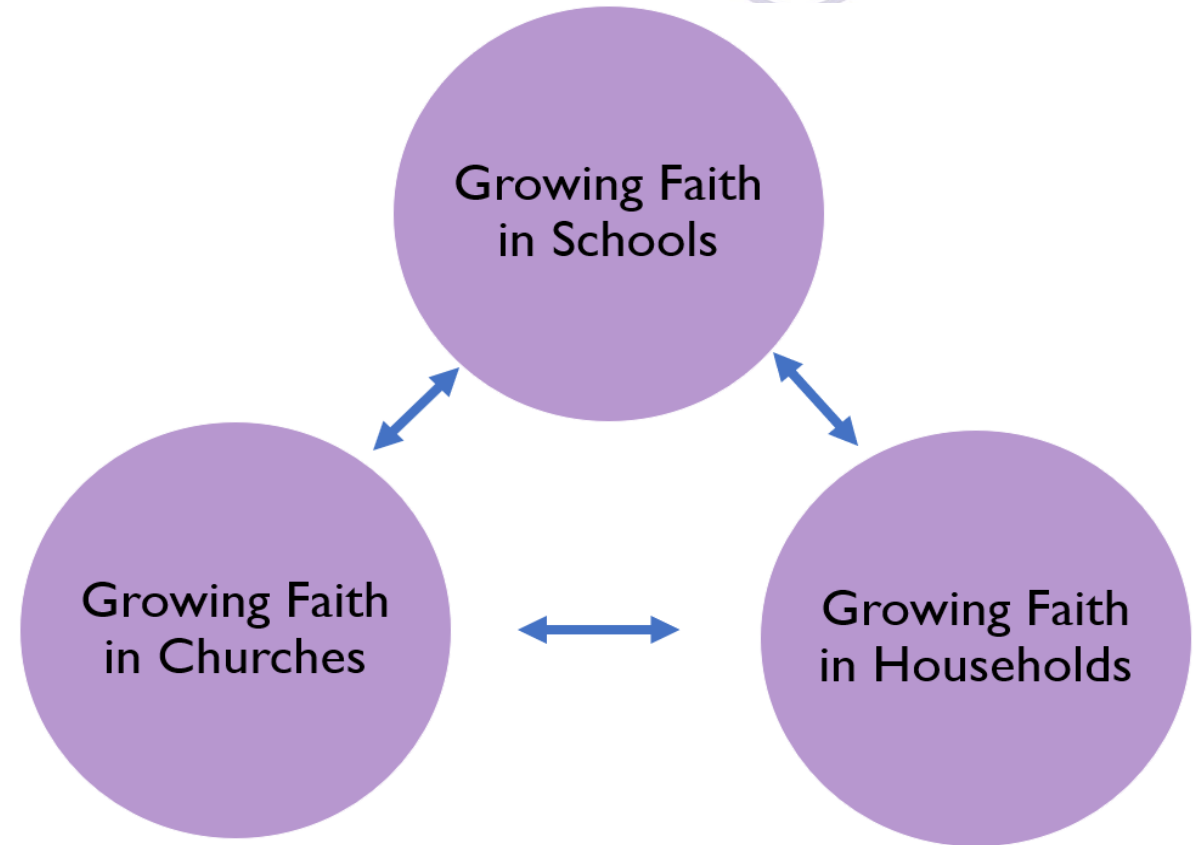 Growing Faith
in Schools
Growing Faith
in Churches
Growing Faith
in Households